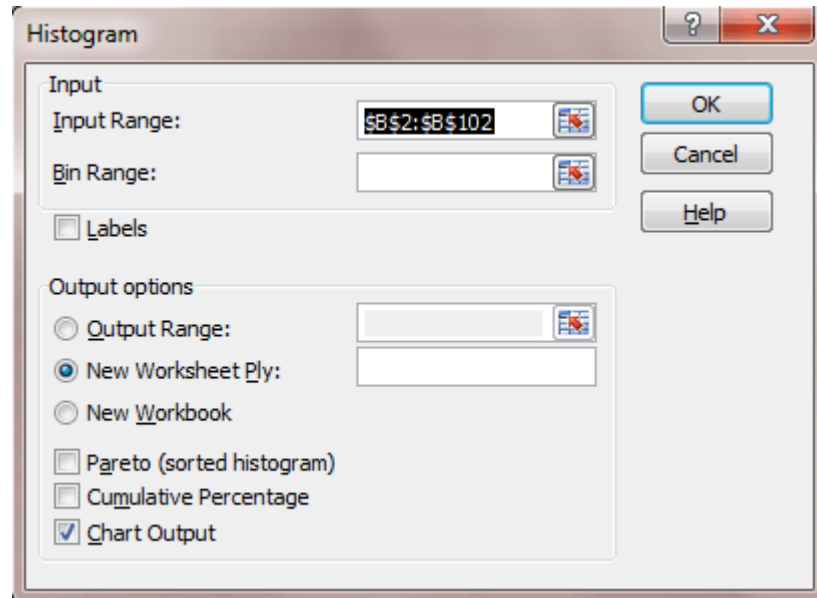 Histogram
Input
Input Range:
$B$2:$B$102
OK
Bin Range:
Cancel
Labels
Help
Output options
Output Range:
New Worksheet Ply:
New Workbook
Pareto (sorted histogram)
Cumulative Percentage
Chart Output